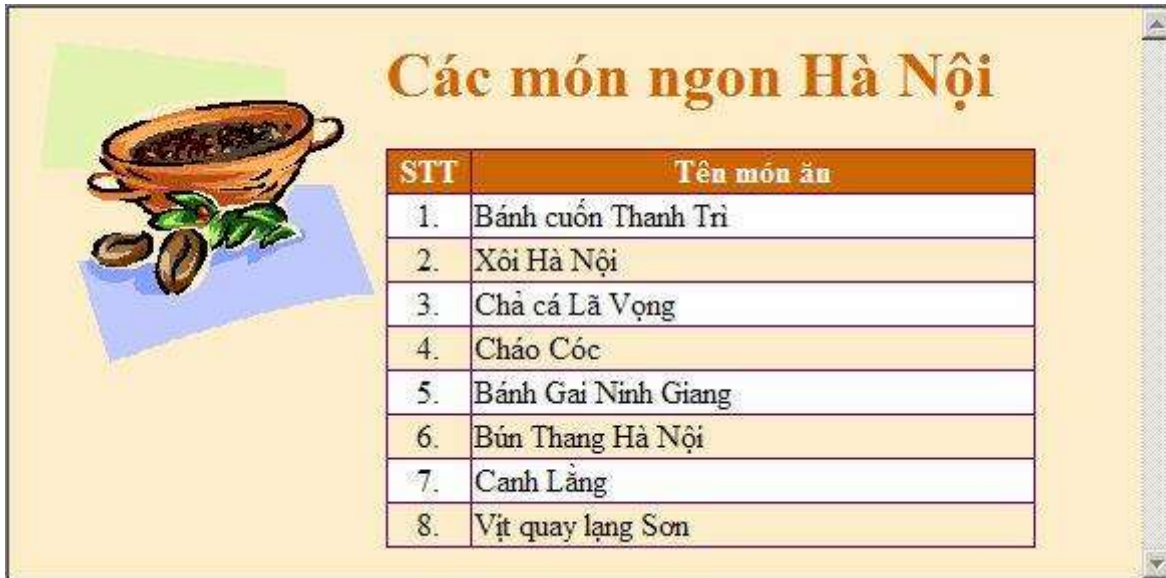 Các món ngon Hà Nội
STT Tên món ăn
1. Bánh cuốn Thanh Trì
2. Xôi Hà Nội
3. Chả cá Lã Vọng
4. Cháo Cóc
5. Bánh Gai Ninh Giang
6. Bún Thang Hà Nội
7. Canh Lằng
8. Vịt quay lạng Sơn